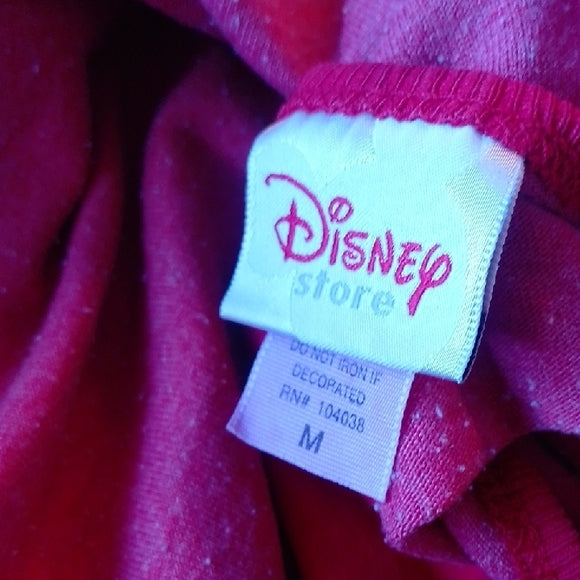 Disney
store
DO NOT IRON IF
DECORATED
RN# 104038
M